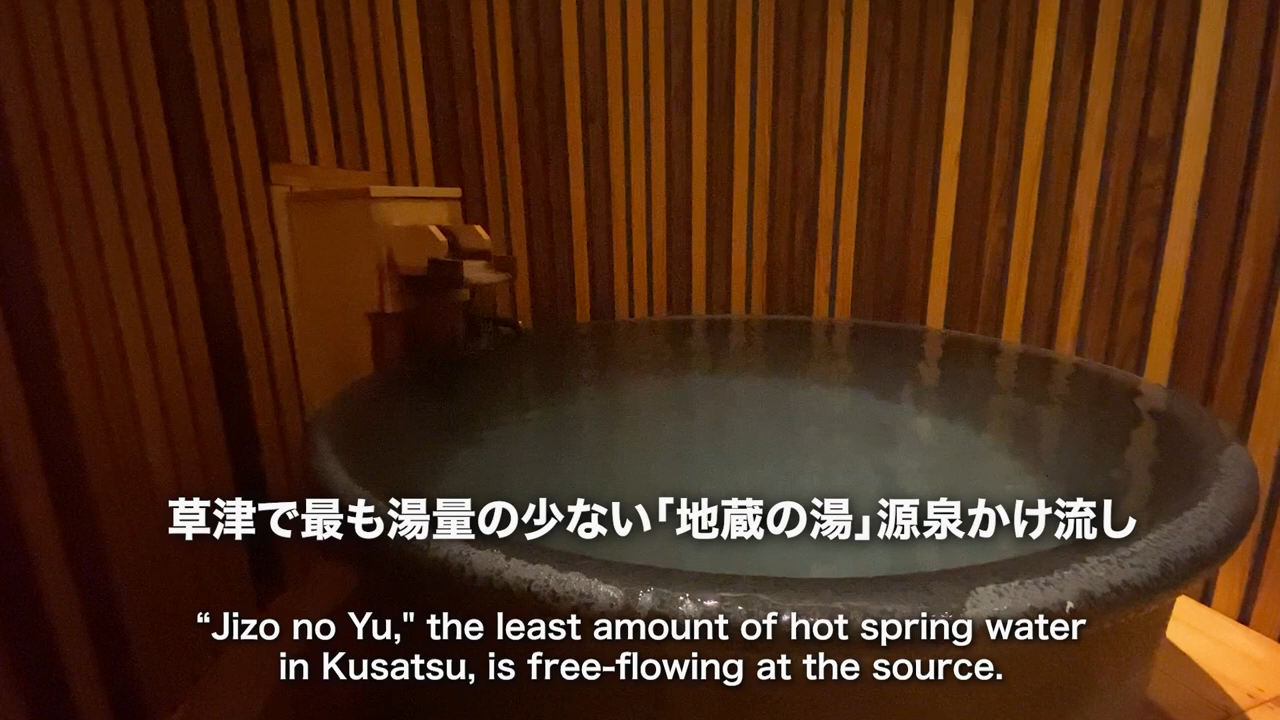 草津で最も湯量の少ない｢地蔵の湯｣源泉かけ流し
“Jizo no Yu," the least amount of hot spring water
in Kusatsu, is free-flowing at the source.